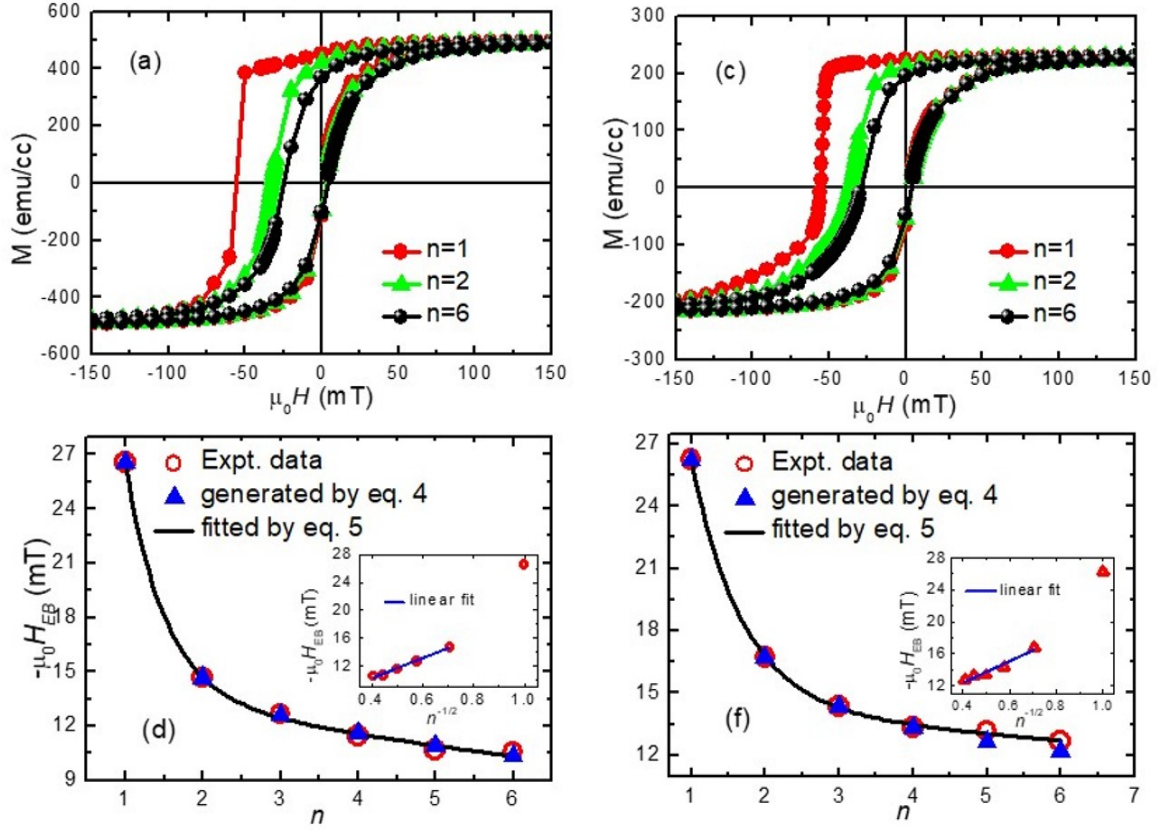 600
400
200
0
-200
-400
-600
M (emu/cc)
(a)
n=1
n=2
n=6
-150 -100 -50 0 50 100 150
μ₀H (mT)
300
200
100
0
-100
-200
-300
M (emu/cc)
(c)
n=1
n=2
n=6
-150 -100 -50 0 50 100 150
μ₀H (mT)
27
24
21
18
15
12
9
-μ₀H_EB (mT)
Expt. data
generated by eq. 4
fitted by eq. 5
28
24
20
16
12
-μ₀H_EB (mT)
linear fit
0.4 0.6 0.8 1.0
n^-1/2
(d)
1 2 3 4 5 6
n
27
24
21
18
15
12
Expt. data
generated by eq. 4
fitted by eq. 5
28
24
20
16
12
-μ₀H_EB (mT)
linear fit
0.4 0.6 0.8 1.0
n^-1/2
(f)
1 2 3 4 5 6 7
n